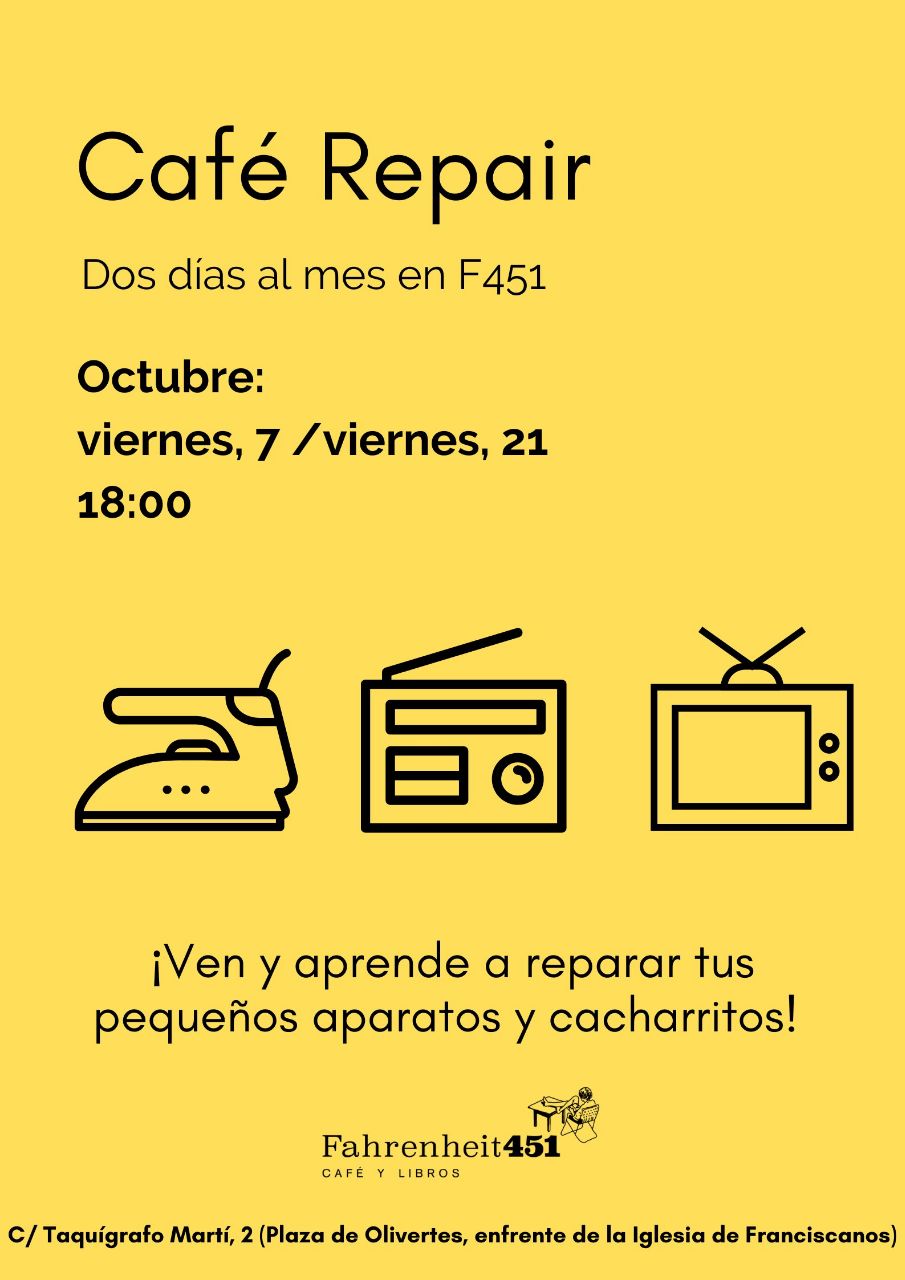 Café Repair
Dos días al mes en F451
Octubre:
viernes, 7 /viernes, 21
18:00
¡Ven y aprende a reparar tus
pequeños aparatos y cacharritos!
Fahrenheit451
CAFÉ Y LIBROS
C/ Taquígrafo Martí, 2 (Plaza de Olivertes, enfrente de la Iglesia de Franciscanos)